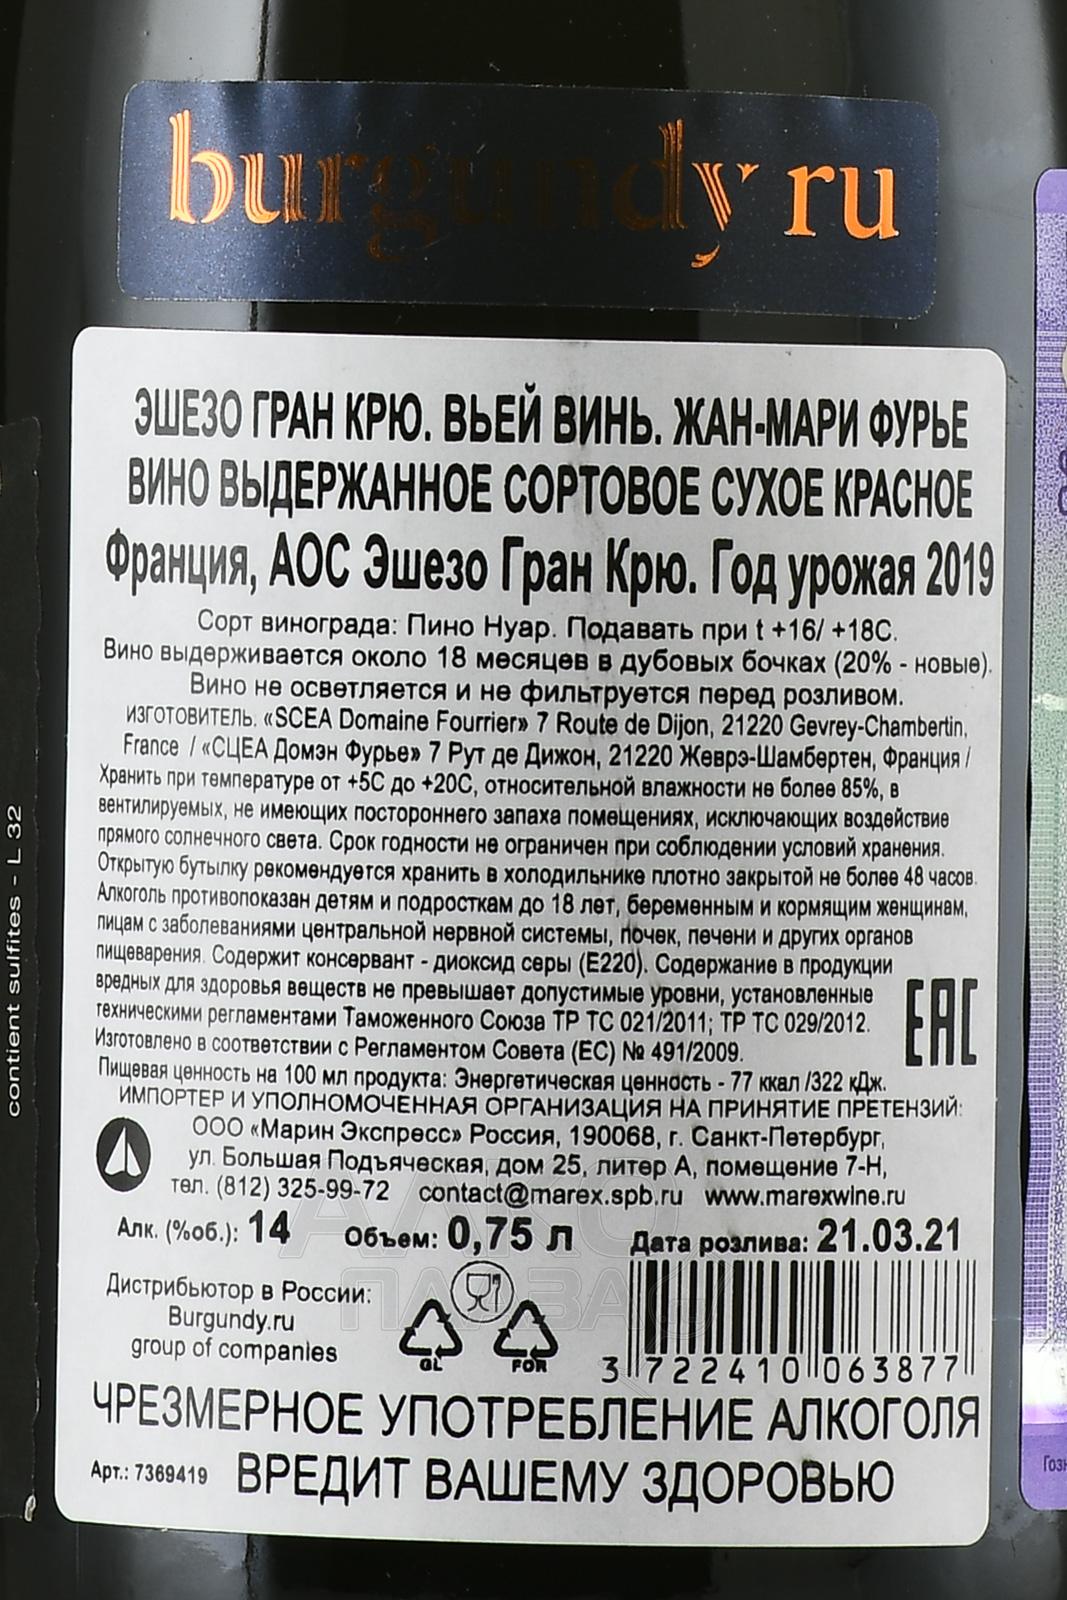 burgundy ru
ЭШЕЗО ГРАН КРЮ. ВЬЕЙ ВИНЬ. ЖАН-МАРИ ФУРЬЕ
ВИНО ВЫДЕРЖАННОЕ СОРТОВОЕ СУХОЕ КРАСНОЕ
Франция, АОС Эшезо Гран Крю. Год урожая 2019
Сорт винограда: Пино Нуар. Подавать при t +16/ +18С.
Вино выдерживается около 18 месяцев в дубовых бочках (20% - новые).
Вино не осветляется и не фильтруется перед розливом.
ИЗГОТОВИТЕЛЬ: «SCEA Domaine Fourrier» 7 Route de Dijon, 21220 Gevrey-Chambertin,
France / «СЦЕА Домэн Фурье» 7 Рут де Дижон, 21220 Жеврэ-Шамбертен, Франция /
Хранить при температуре от +5С до +20С, относительной влажности не более 85%, в
вентилируемых, не имеющих постороннего запаха помещениях, исключающих воздействие
прямого солнечного света. Срок годности не ограничен при соблюдении условий хранения.
Открытую бутылку рекомендуется хранить в холодильнике плотно закрытой не более 48 часов.
Алкоголь противопоказан детям и подросткам до 18 лет, беременным и кормящим женщинам,
лицам с заболеваниями центральной нервной системы, почек, печени и других органов
пищеварения. Содержит консервант - диоксид серы (Е220). Содержание в продукции
вредных для здоровья веществ не превышает допустимые уровни, установленные
техническими регламентами Таможенного Союза ТР ТС 021/2011; ТР ТС 029/2012.
Изготовлено в соответствии с Регламентом Совета (ЕС) № 491/2009.
EAC
Пищевая ценность на 100 мл продукта: Энергетическая ценность - 77 ккал /322 кДж.
ИМПОРТЕР И УПОЛНОМОЧЕННАЯ ОРГАНИЗАЦИЯ НА ПРИНЯТИЕ ПРЕТЕНЗИЙ:
ООО «Марин Экспресс» Россия, 190068, г. Санкт-Петербург,
ул. Большая Подъяческая, дом 25, литер А, помещение 7-Н,
тел. (812) 325-99-72 contact@marex.spb.ru www.marexwine.ru
Алк. (%об.): 14 Объем: 0,75 л Дата розлива: 21.03.21
Дистрибьютор в России:
Burgundy.ru
group of companies
GL FOR
3 722410 063877
ЧРЕЗМЕРНОЕ УПОТРЕБЛЕНИЕ АЛКОГОЛЯ
Арт.: 7369419 ВРЕДИТ ВАШЕМУ ЗДОРОВЬЮ
contient sulfites - L 32
АЛКО
ПЛАЗА